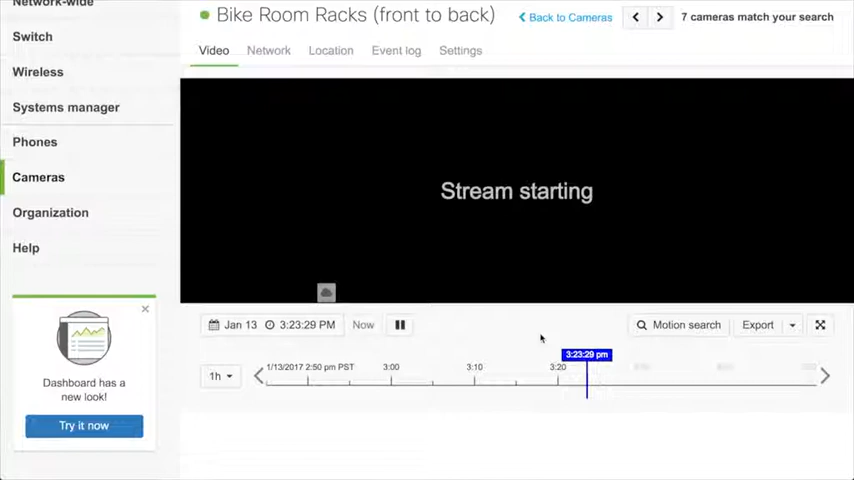 Network-wide
Switch
Wireless
Systems manager
Phones
Cameras
Organization
Help
Dashboard has a
new look!
Try it now
Bike Room Racks (front to back)
Back to Cameras
7 cameras match your search
Video Network Location Event log Settings
Stream starting
Jan 13 3:23:29 PM Now
Motion search Export
3:23:29 pm
1h
1/13/2017 2:50 pm PST 3:00 3:10 3:20